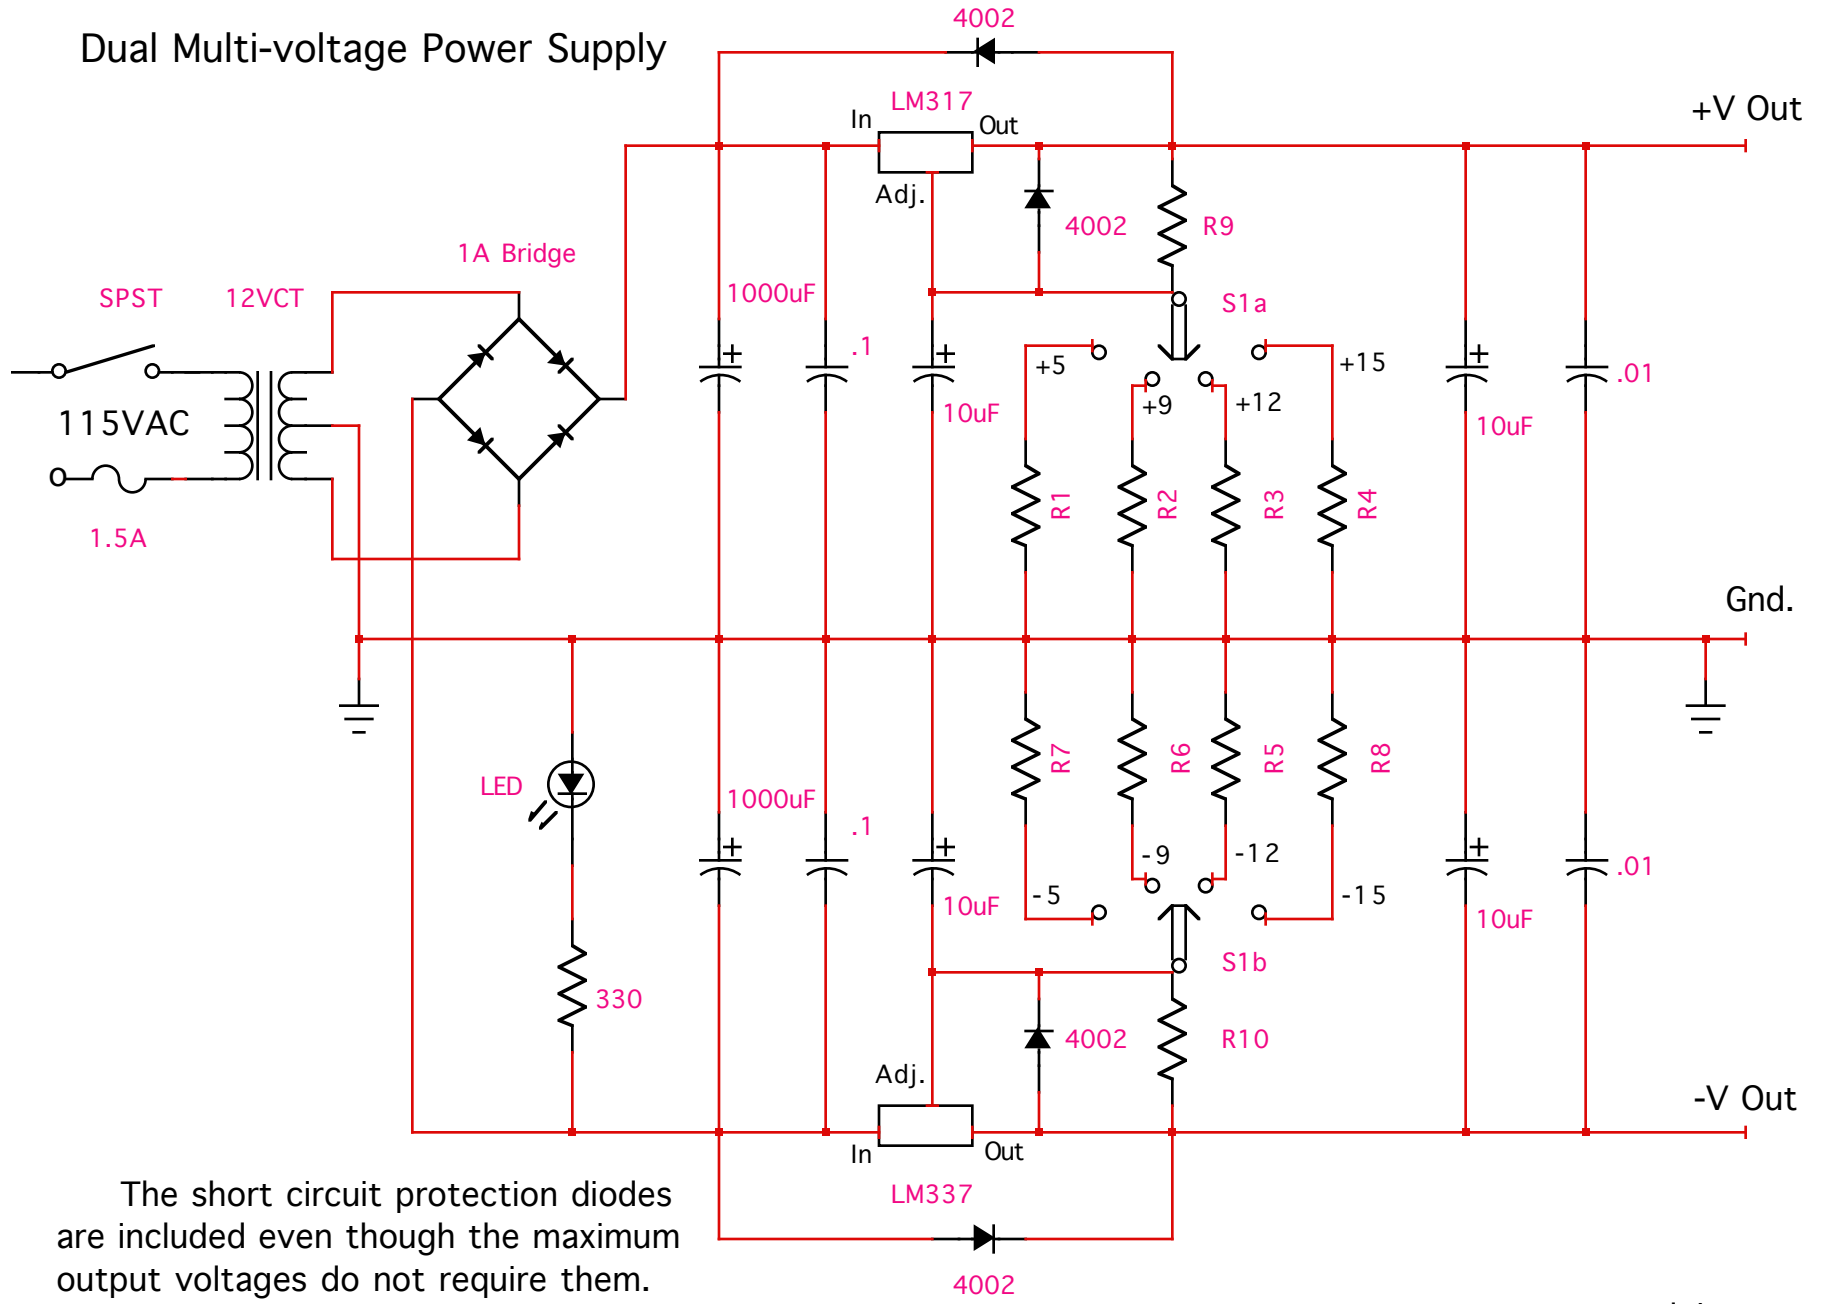 4002
Dual Multi-voltage Power Supply
LM317
+V Out
In
Out
Adj.
4002
R9
1A Bridge
SPST
12VCT
1000uF
S1a
.1
+5
+15
+9
+12
.01
115VAC
10uF
10uF
R1
R2
R3
R4
1.5A
Gnd.
R7
R6
R5
R8
LED
1000uF
.1
-9
-12
.01
-5
-15
10uF
10uF
S1b
330
4002
R10
Adj.
-V Out
In
Out
The short circuit protection diodes
LM337
are included even though the maximum
output voltages do not require them.
4002